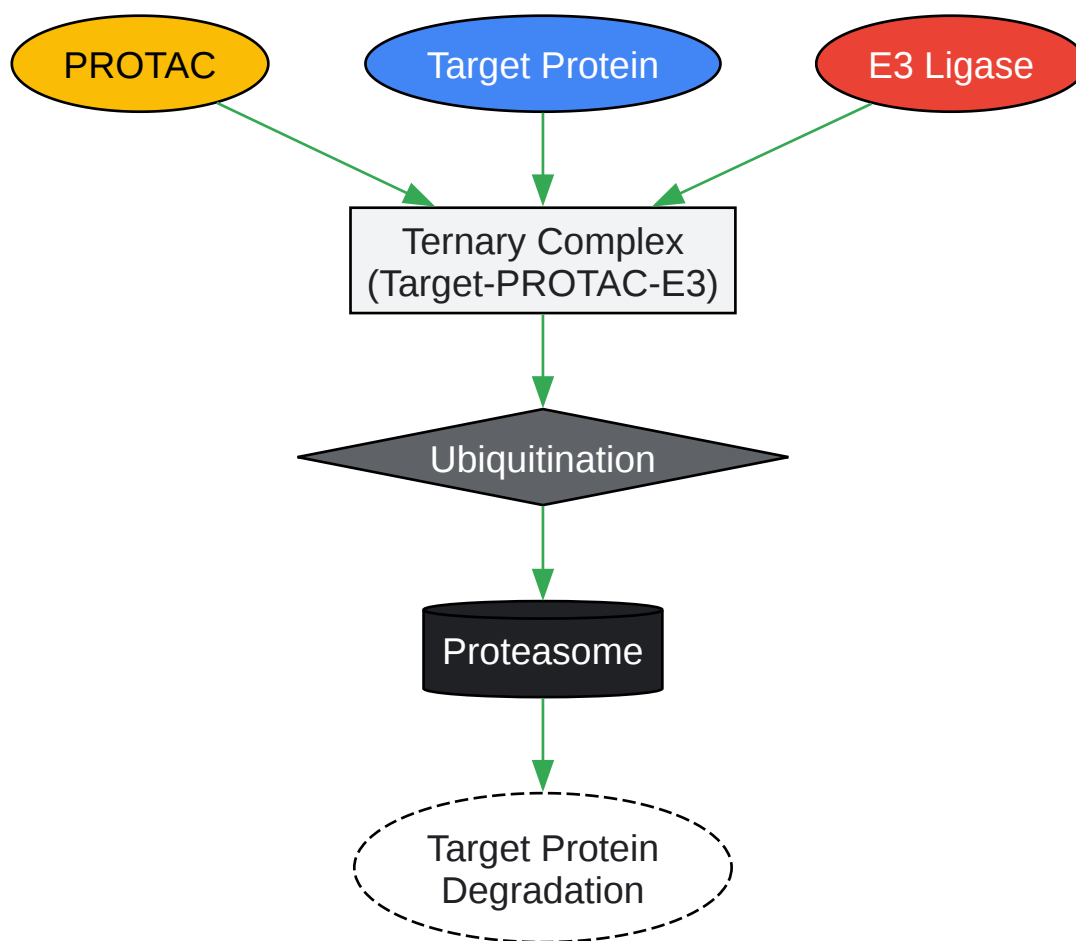 PROTAC
Target Protein
E3 Ligase
Ternary Complex
(Target-PROTAC-E3)
Ubiquitination
Proteasome
Target Protein
Degradation